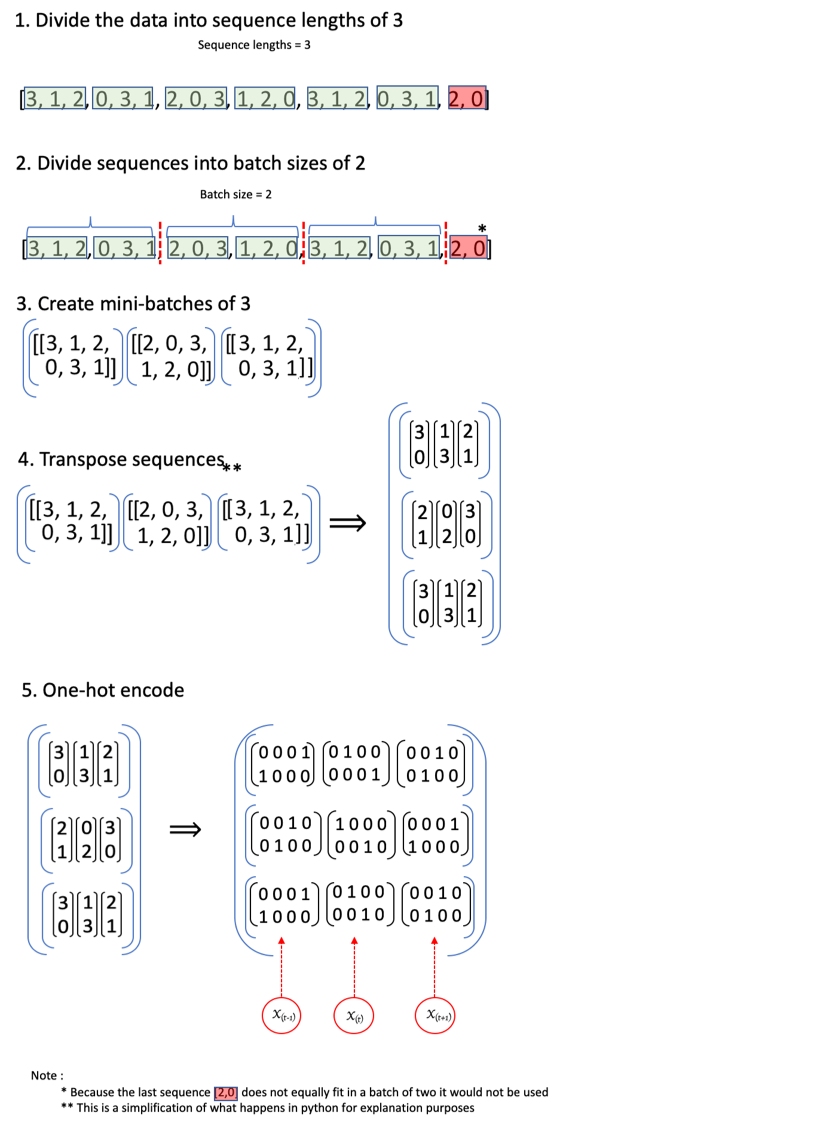 1. Divide the data into sequence lengths of 3
Sequence lengths = 3
[3, 1, 2, 0, 3, 1, 2, 0, 3, 1, 2, 0, 3, 1, 2, 0, 3, 1, 2, 0]
2. Divide sequences into batch sizes of 2
Batch size = 2
*
[3, 1, 2, 0, 3, 1, 2, 0, 3, 1, 2, 0, 3, 1, 2, 0, 3, 1, 2, 0]
3. Create mini-batches of 3
[[3, 1, 2, [[2, 0, 3, [[3, 1, 2,
0, 3, 1]] 1, 2, 0]] 0, 3, 1]]
4. Transpose sequences**
[[3, 1, 2, [[2, 0, 3, [[3, 1, 2,
0, 3, 1]] 1, 2, 0]] 0, 3, 1]]
⟹
3 1 2
0 3 1
2 0 3
1 2 0
3 1 2
0 3 1
5. One-hot encode
3 1 2
0 3 1
2 0 3
1 2 0
3 1 2
0 3 1
⟹
0 0 0 1 0 1 0 0 0 0 1 0
1 0 0 0 0 0 0 1 0 1 0 0
0 0 1 0 1 0 0 0 0 0 0 1
0 1 0 0 0 0 1 0 1 0 0 0
0 0 0 1 0 1 0 0 0 0 1 0
1 0 0 0 0 0 1 0 0 1 0 0
X(t-1) X(t) X(t+1)
Note :
* Because the last sequence [2,0] does not equally fit in a batch of two it would not be used
** This is a simplification of what happens in python for explanation purposes